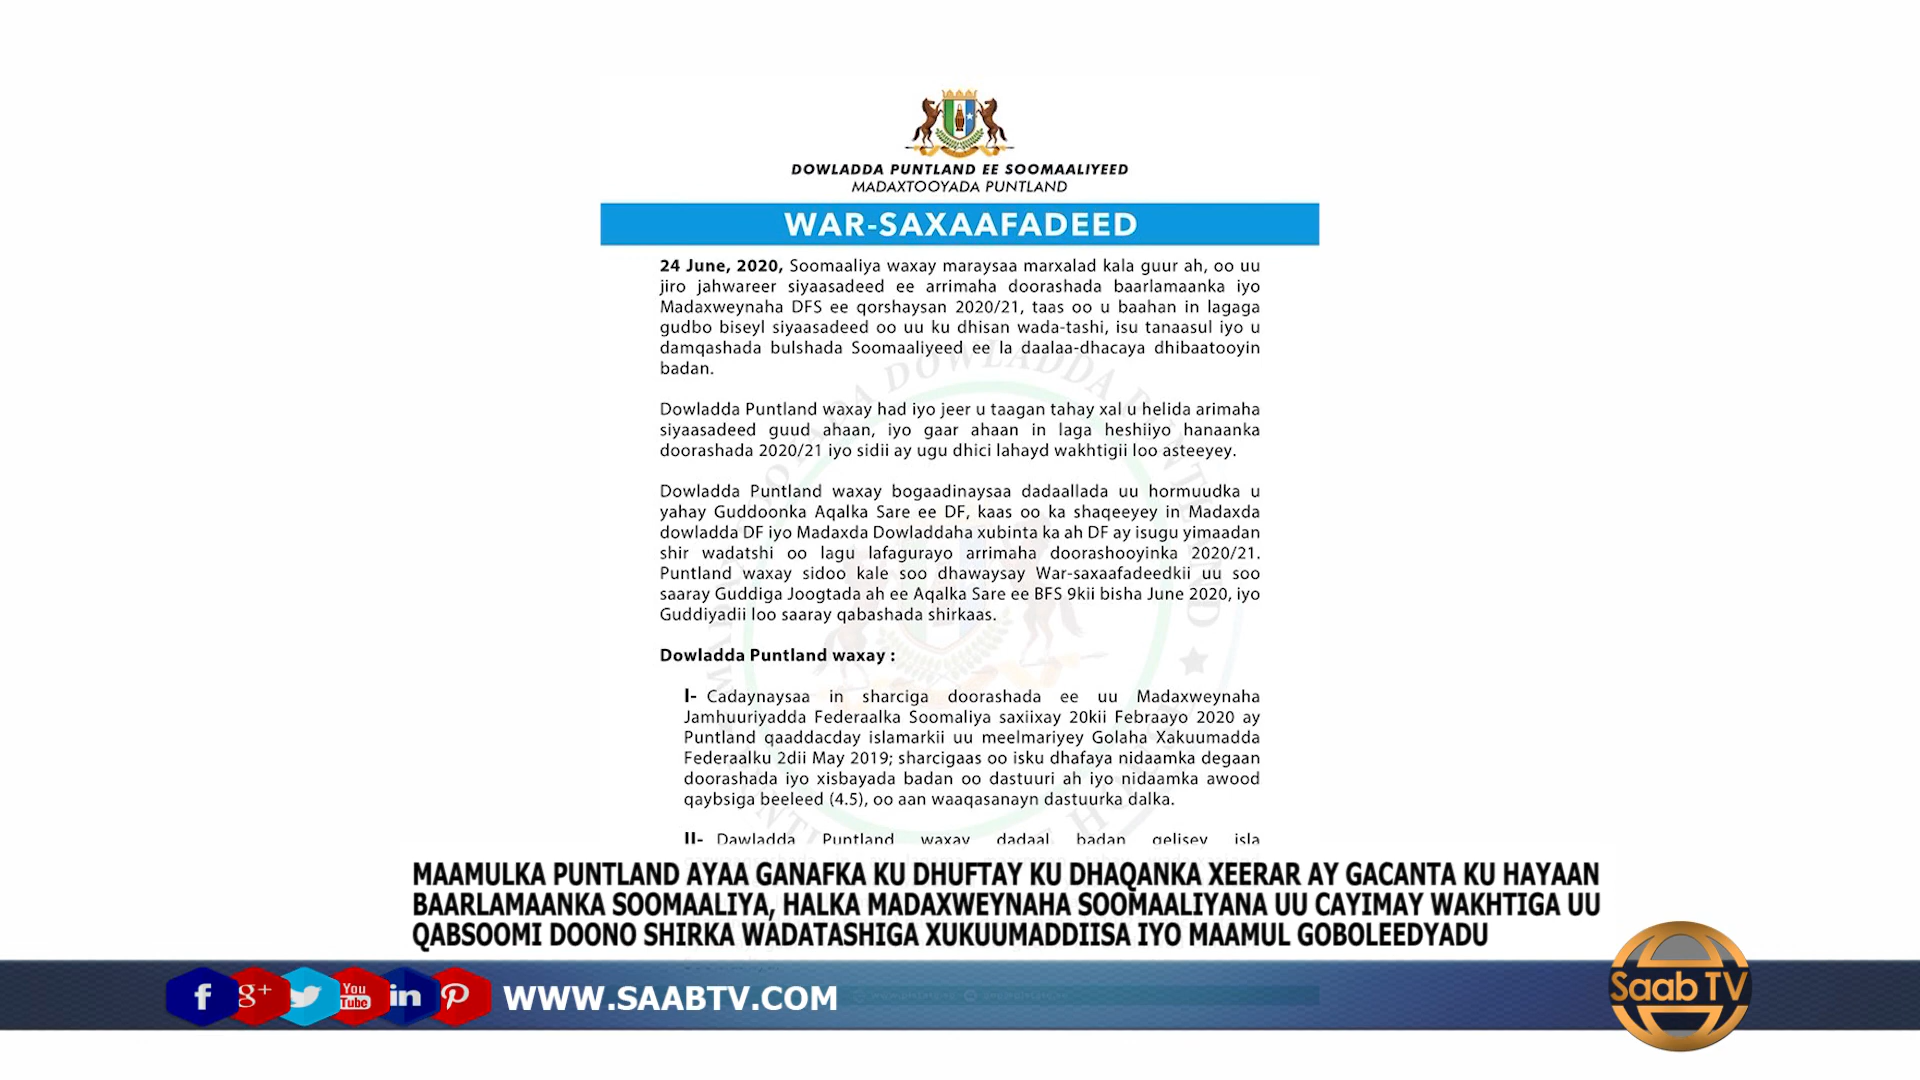 DOWLADDA PUNTLAND EE SOOMAALIYEED
MADAXTOOYADA PUNTLAND
WAR-SAXAAFADEED
24 June, 2020, Soomaaliya waxay maraysaa marxalad kala guur ah, oo uu
jiro jahwareer siyaasadeed ee arrimaha doorashada baarlamaanka iyo
Madaxweynaha DFS ee qorshaysan 2020/21, taas oo u baahan in lagaga
gudbo biseyl siyaasadeed oo uu ku dhisan wada-tashi, isu tanaasul iyo u
damqashada bulshada Soomaaliyeed ee la daalaa-dhacaya dhibaatooyin
badan.
Dowladda Puntland waxay had iyo jeer u taagan tahay xal u helida arimaha
siyaasadeed guud ahaan, iyo gaar ahaan in laga heshiiyo hanaanka
doorashada 2020/21 iyo sidii ay ugu dhici lahayd wakhtigii loo asteeyey.
Dowladda Puntland waxay bogaadinaysaa dadaallada uu hormuudka u
yahay Guddoonka Aqalka Sare ee DF, kaas oo ka shaqeeyey in Madaxda
dowladda DF iyo Madaxda Dowladdaha xubinta ka ah DF ay isugu yimaadan
shir wadatshi oo lagu lafagurayo arrimaha doorashooyinka 2020/21.
Puntland waxay sidoo kale soo dhawaysay War-saxaafadeedkii uu soo
saaray Guddiga Joogtada ah ee Aqalka Sare ee BFS 9kii bisha June 2020, iyo
Guddiyadii loo saaray qabashada shirkaas.
Dowladda Puntland waxay :
I- Cadaynaysaa in sharciga doorashada ee uu Madaxweynaha
Jamhuuriyadda Federaalka Soomaliya saxiixay 20kii Febraayo 2020 ay
Puntland qaaddacday islamarkii uu meelmariyey Golaha Xakuumadda
Federaalku 2dii May 2019; sharcigaas oo isku dhafaya nidaamka degaan
doorashada iyo xisbayada badan oo dastuuri ah iyo nidaamka awood
qaybsiga beeleed (4.5), oo aan waaqasanayn dastuurka dalka.
II- Dawladda Puntland waxay dadaal badan gelisey isla
MAAMULKA PUNTLAND AYAA GANAFKA KU DHUFTAY KU DHAQANKA XEERAR AY GACANTA KU HAYAAN
BAARLAMAANKA SOOMAALIYA, HALKA MADAXWEYNAHA SOOMAALIYANA UU CAYIMAY WAKHTIGA UU
QABSOOMI DOONO SHIRKA WADATASHIGA XUKUUMADDIISA IYO MAAMUL GOBOLEEDYADU
f g+ You Tube in
WWW.SAABTV.COM
Saab TV